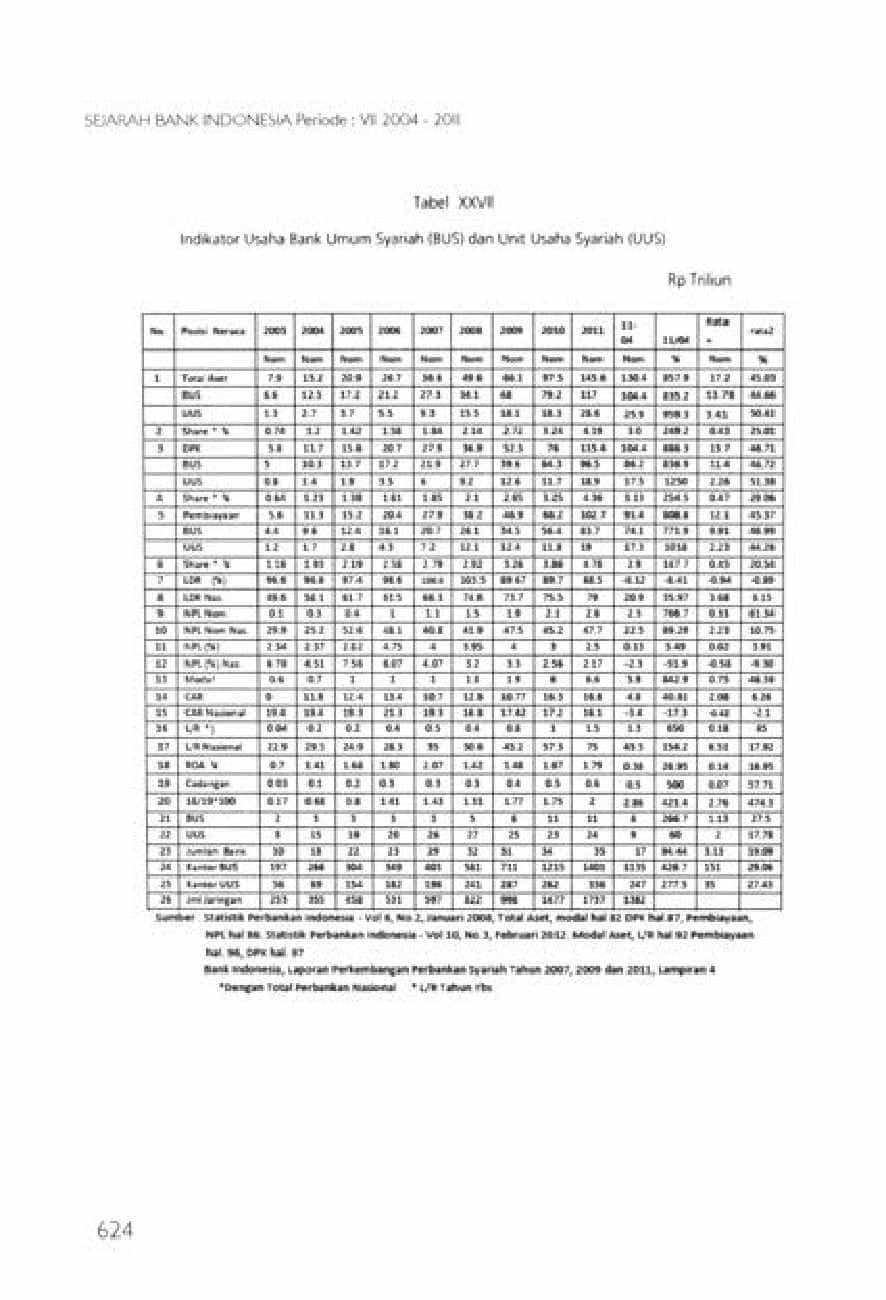 SEJARAH BANK INDONESIA Periode : VII 2004 - 2011
Tabel XXVII
Indikator Usaha Bank Umum Syariah (BUS) dan Unit Usaha Syariah (UUS)
Rp Triliun
No. Posisi Neraca 2003 2004 2005 2006 2007 2008 2009 2010 2011 11-04 11/04 Rata - rata2
Nom Nom Nom Nom Nom Nom Nom Nom Nom Nom % Nom %
1 Total Aset 7.9 15.2 20.9 26.7 36.6 49.6 66.1 97.5 145.6 130.4 857.9 17.2 45.03
BUS 6.6 12.5 17.2 21.2 27.3 34.1 48 79.2 117 104.4 835.2 13.78 44.66
UUS 1.3 2.7 3.7 5.5 9.3 15.5 18.1 18.3 28.6 25.9 959.3 3.41 50.42
2 Share * % 0.74 1.2 1.42 1.58 1.84 2.14 2.72 3.24 4.19 3.0 249.2 0.43 25.01
3 DPK 5.8 11.7 15.6 20.7 27.9 36.9 52.3 76 115.4 104.4 886.3 13.7 46.71
BUS 5 10.3 13.7 17.2 21.9 27.7 39.6 64.3 96.5 86.2 836.9 11.4 46.72
UUS 0.8 1.4 1.9 3.5 6 9.2 12.6 11.7 18.9 17.5 1250 2.26 51.38
4 Share * % 0.64 1.23 1.38 1.61 1.85 2.1 2.65 3.25 4.36 3.13 254.5 0.47 29.06
5 Pembiayaan 5.6 11.3 15.2 20.4 27.9 38.2 46.9 68.2 102.7 91.4 808.8 12.1 45.37
BUS 4.4 9.6 12.4 16.1 20.7 26.1 34.5 56.4 83.7 74.1 771.9 9.91 46.99
UUS 1.2 1.7 2.8 4.3 7.2 12.1 12.4 11.8 19 17.3 1018 2.23 44.26
6 Share * % 1.18 1.93 2.19 2.58 2.79 2.92 3.26 3.86 4.78 2.9 147.7 0.45 20.54
7 LDR (%) 96.6 96.8 97.4 98.6 103.5 89.67 89.7 88.5 -8.12 -8.41 -0.94 -0.89
8 LDR Nas. 49.6 58.1 61.7 61.5 66.3 74.6 73.7 75.5 79 20.9 35.97 3.68 6.15
9 NPL Nom 0.1 0.3 0.4 1 1.1 1.5 1.9 2.1 2.6 2.3 766.7 0.31 61.34
10 NPL Nom Nas. 29.9 25.2 52.6 48.1 40.8 41.9 47.5 45.2 47.7 22.5 89.29 2.23 10.75
11 NPL (%) 2.34 2.37 2.82 4.75 4 3.95 4 3 2.5 0.13 5.49 0.02 3.91
12 NPL (%) Nas. 6.78 4.51 7.56 6.07 4.07 3.2 3.3 2.56 2.17 -2.3 -51.9 -0.58 -9.30
13 Modal 0.6 0.7 1 1 1 1.8 1.9 6 6.6 5.9 842.9 0.75 46.39
14 CAR 0 11.8 12.4 13.4 10.7 12.8 10.77 16.3 16.6 4.8 40.81 2.08 6.26
15 CAR Nasional 19.4 19.4 19.3 21.3 19.3 16.8 17.42 17.2 16.1 -3.4 -17.3 -0.42 -2.1
16 L/R *) 0.04 0.2 0.2 0.4 0.5 0.4 0.8 1 1.5 1.3 650 0.18 85
17 L/R Nasional 22.9 29.5 24.9 28.3 35 30.6 45.2 57.3 75 45.5 154.2 6.51 17.92
18 ROA % 0.7 1.41 1.68 1.80 2.07 1.42 1.48 1.67 1.79 0.38 26.95 0.14 16.95
19 Cadangan 0.03 0.1 0.2 0.3 0.3 0.3 0.4 0.5 0.6 0.5 500 0.07 57.71
20 16/19*100 0.17 0.68 0.8 1.41 1.43 1.31 1.77 1.75 2 2.86 421.4 2.76 474.3
21 BUS 2 3 3 3 3 5 6 11 11 8 266.7 1.13 27.5
22 UUS 8 15 19 20 26 27 25 23 24 9 60 2 17.78
23 Jumlah Bank 10 18 22 23 29 32 31 34 35 17 94.44 3.13 19.09
24 Kantor BUS 197 266 304 349 401 581 711 1215 1401 1135 426.7 151 29.06
25 Kantor UUS 56 89 154 182 196 241 287 262 336 247 277.5 35 27.43
26 Jml Jaringan 253 355 458 531 597 822 998 1477 1737 1382
Sumber : Statistik Perbankan Indonesia - Vol 6, No.2, Januari 2008, Total Aset, modal hal 82 DPK hal.87, Pembiayaan,
NPL hal 86. Statistik Perbankan Indonesia - Vol 10, No.3, Februari 2012. Modal Aset, L/R hal 92 Pembiayaan
hal. 96, DPK hal. 97
Bank Indonesia, Laporan Perkembangan Perbankan Syariah Tahun 2007, 2009 dan 2011, Lampiran 4
*Dengan Total Perbankan Nasional * L/R Tahun Ybs
624